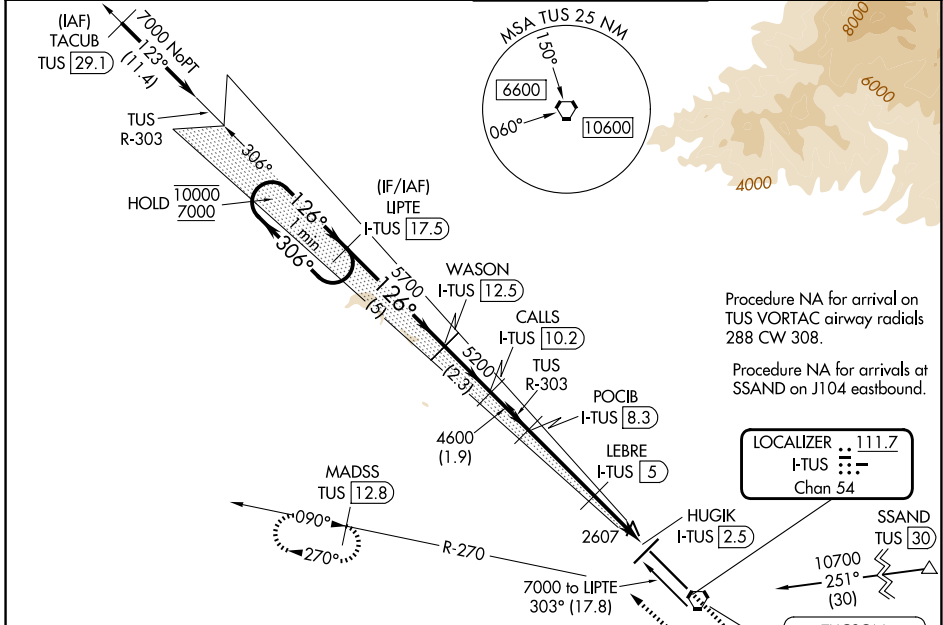 (IAF)
TACUB
TUS 29.1
7000 NoPT
123°
(11.4)
TUS
R-303
306°
HOLD 10000
7000
126°
1 min
306°
(IF/IAF)
LIPTE
I-TUS 17.5
MSA TUS 25 NM
150°
6600
060°
10600
8000
6000
4000
5700
126°
(5)
WASON
I-TUS 12.5
CALLS
I-TUS 10.2
5200
(2.3)
TUS
R-303
POCIB
I-TUS 8.3
4600
(1.9)
LEBRE
I-TUS 5
Procedure NA for arrival on
TUS VORTAC airway radials
288 CW 308.
Procedure NA for arrivals at
SSAND on J104 eastbound.
LOCALIZER 111.7
I-TUS
Chan 54
MADSS
TUS 12.8
090°
270°
R-270
2607
HUGIK
I-TUS 2.5
7000 to LIPTE
303° (17.8)
SSAND
TUS 30
10700
251°
(30)